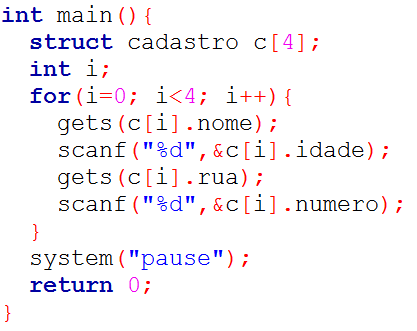 int main(){
  struct cadastro c[4];
  int i;
  for(i=0; i<4; i++){
    gets(c[i].nome);
    scanf("%d",&c[i].idade);
    gets(c[i].rua);
    scanf("%d",&c[i].numero);
  }
  system("pause");
  return 0;
}